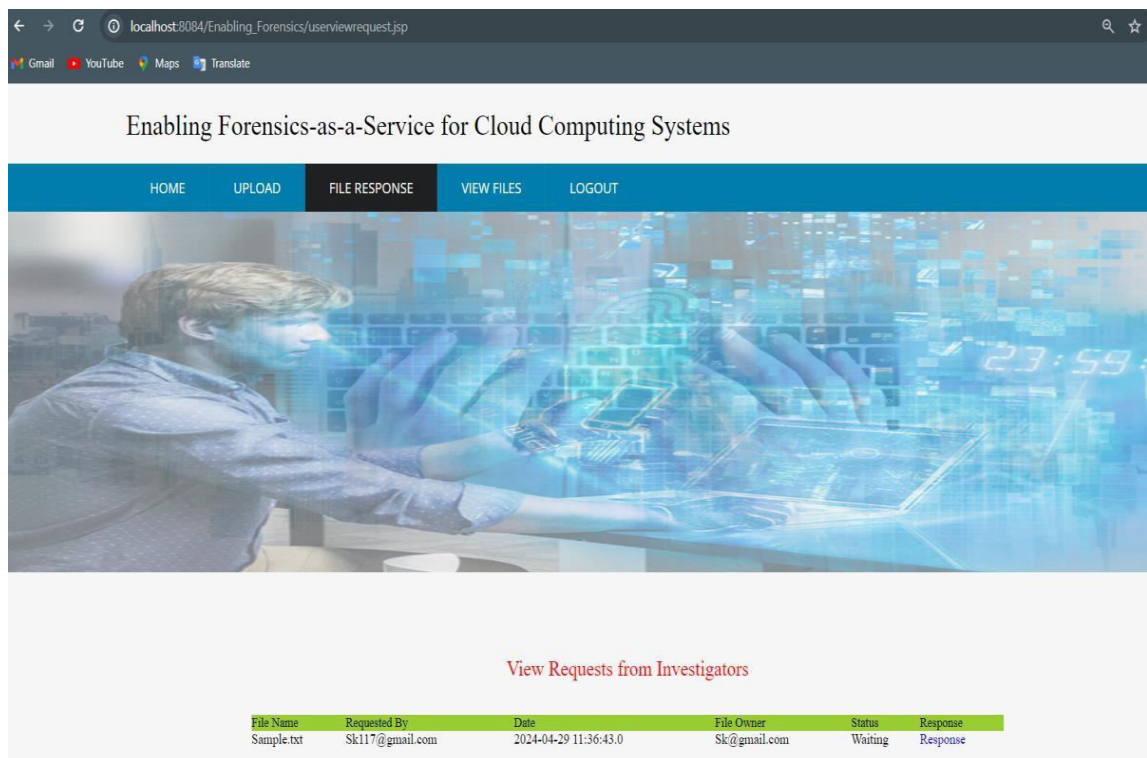 localhost:8084/Enabling_Forensics/userviewrequest.jsp
Gmail YouTube Maps Translate
Enabling Forensics-as-a-Service for Cloud Computing Systems
HOME UPLOAD FILE RESPONSE VIEW FILES LOGOUT
23:59
View Requests from Investigators
File Name Requested By Date File Owner Status Response
Sample.txt Sk117@gmail.com 2024-04-29 11:36:43.0 Sk@gmail.com Waiting Response